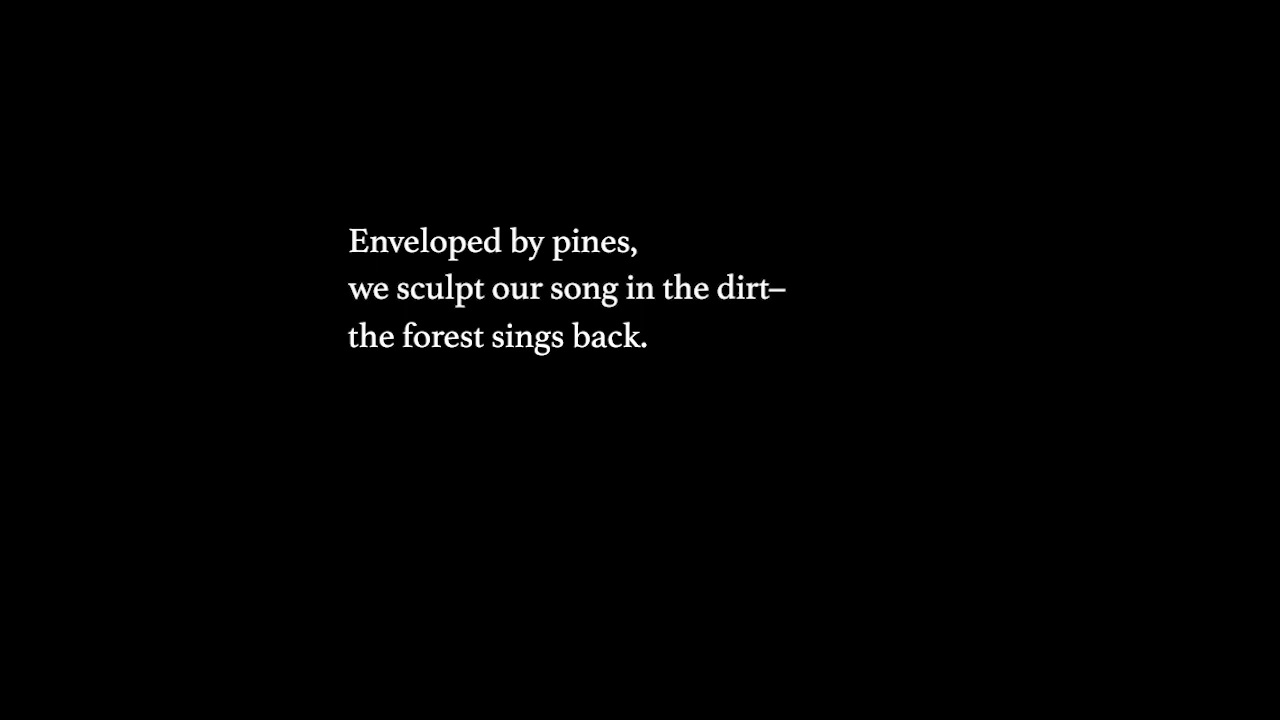 Enveloped by pines,
we sculpt our song in the dirt–
the forest sings back.